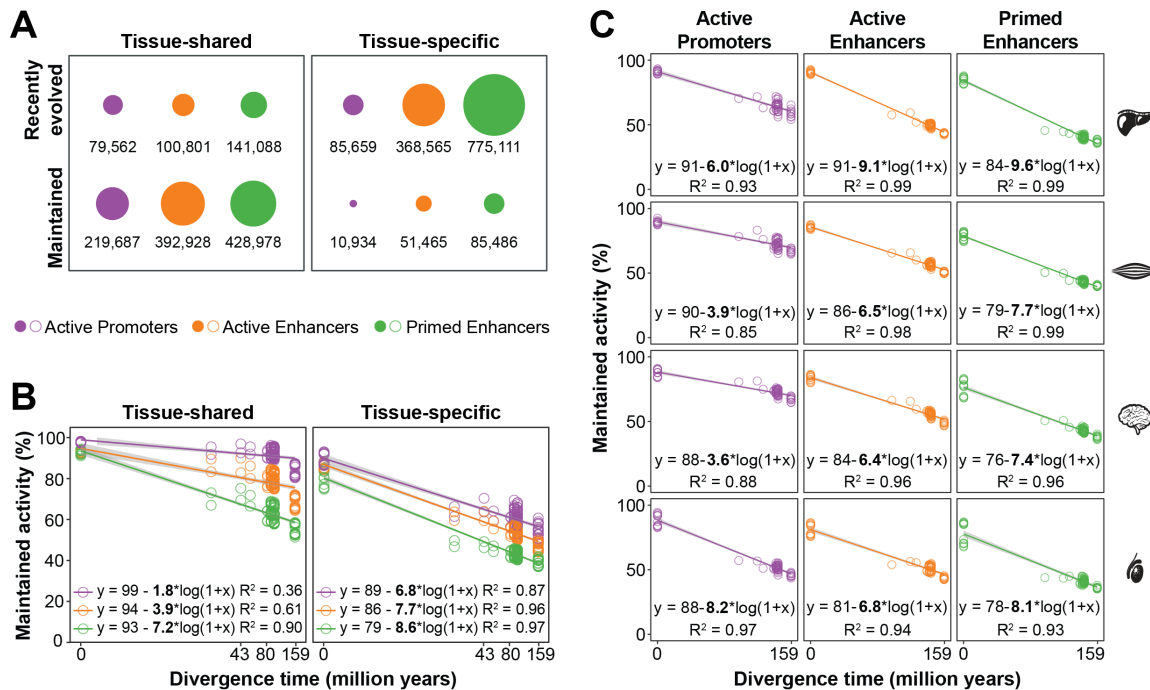 A
Tissue-shared
Tissue-specific
Recently
evolved
79,562
100,801
141,088
85,659
368,565
775,111
Maintained
219,687
392,928
428,978
10,934
51,465
85,486
Active Promoters
Active Enhancers
Primed Enhancers
B
Tissue-shared
Tissue-specific
Maintained activity (%)
100
80
60
40
20
0
y = 99 - 1.8*log(1+x) R² = 0.36
y = 94 - 3.9*log(1+x) R² = 0.61
y = 93 - 7.2*log(1+x) R² = 0.90
y = 89 - 6.8*log(1+x) R² = 0.87
y = 86 - 7.7*log(1+x) R² = 0.96
y = 79 - 8.6*log(1+x) R² = 0.97
0 43 80 159
0 43 80 159
Divergence time (million years)
C
Active
Promoters
Active
Enhancers
Primed
Enhancers
Maintained activity (%)
100
50
0
y = 91-6.0*log(1+x)
R² = 0.93
y = 91-9.1*log(1+x)
R² = 0.99
y = 84-9.6*log(1+x)
R² = 0.99
100
50
0
y = 90-3.9*log(1+x)
R² = 0.85
y = 86-6.5*log(1+x)
R² = 0.98
y = 79-7.7*log(1+x)
R² = 0.99
100
50
0
y = 88-3.6*log(1+x)
R² = 0.88
y = 84-6.4*log(1+x)
R² = 0.96
y = 76-7.4*log(1+x)
R² = 0.96
100
50
0
y = 88-8.2*log(1+x)
R² = 0.97
y = 81-6.8*log(1+x)
R² = 0.94
y = 78-8.1*log(1+x)
R² = 0.93
0 159
0 159
0 159
Divergence time (million years)